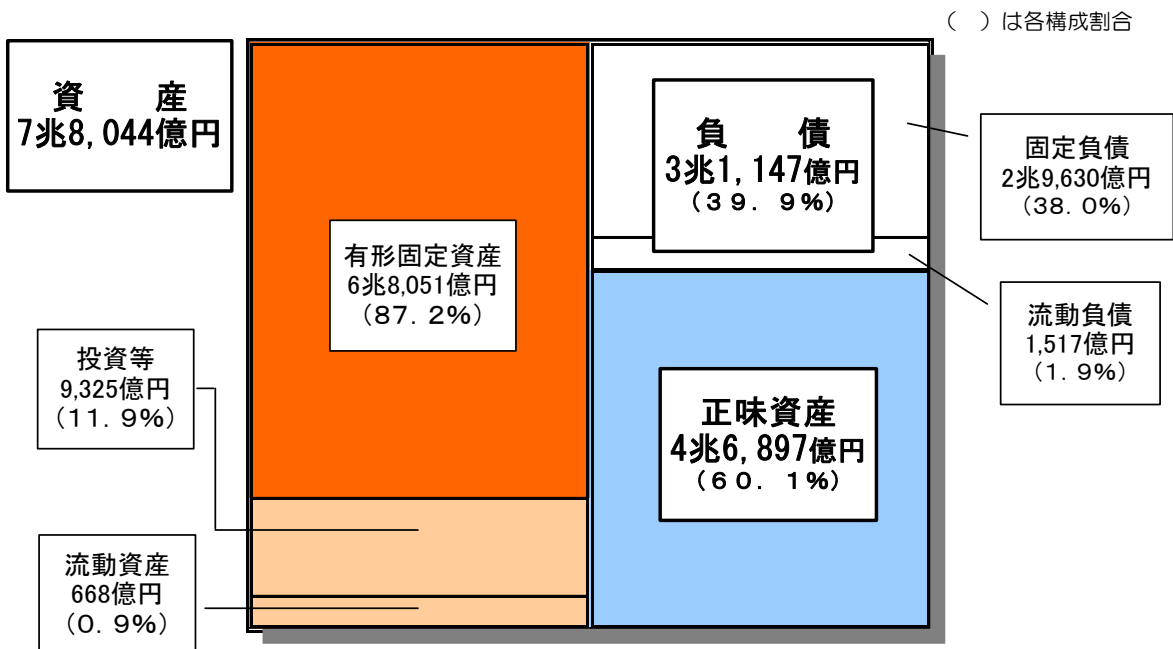 （　）は各構成割合
資　　産
7兆8,044億円
負　　債
3兆1,147億円
（39．9％）
固定負債
2兆9,630億円
（38．0％）
有形固定資産
6兆8,051億円
（87．2％）
流動負債
1,517億円
（1．9％）
投資等
9,325億円
（11．9％）
正味資産
4兆6,897億円
（60．1％）
流動資産
668億円
（0．9％）